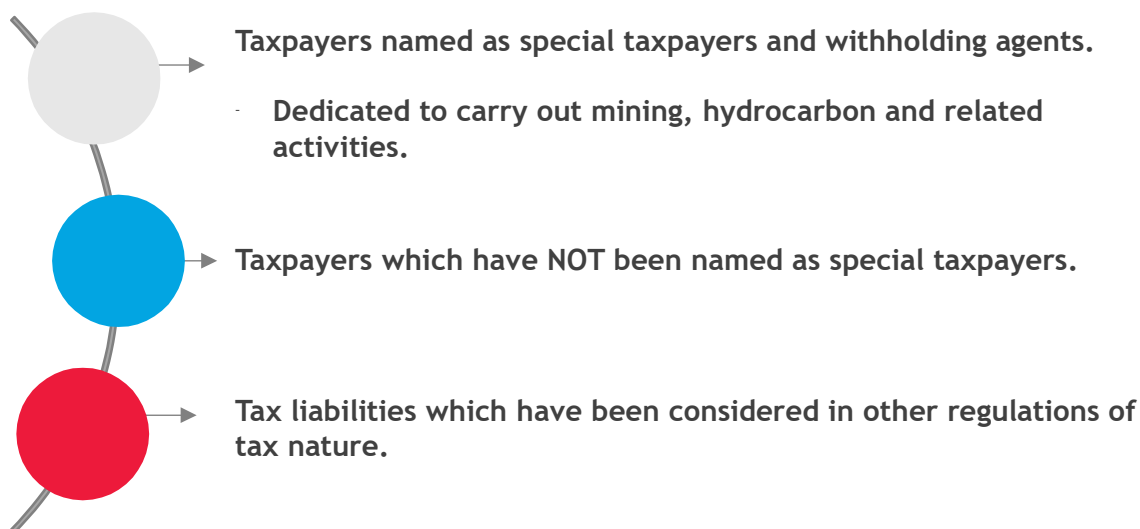 Taxpayers named as special taxpayers and withholding agents.
- Dedicated to carry out mining, hydrocarbon and related
activities.
Taxpayers which have NOT been named as special taxpayers.
Tax liabilities which have been considered in other regulations of
tax nature.